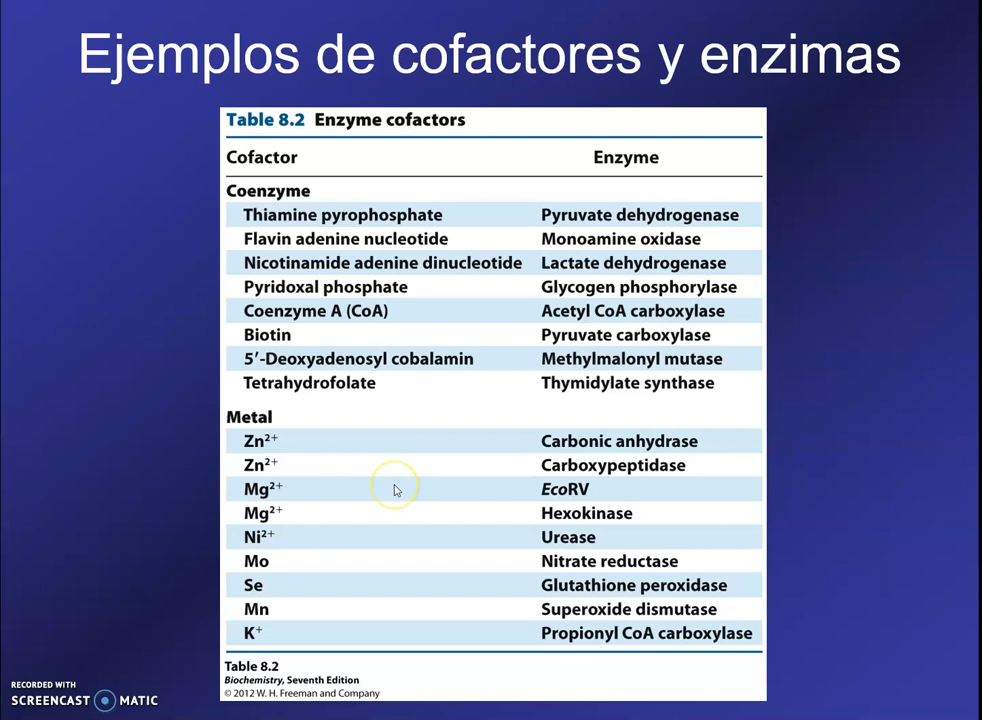 Ejemplos de cofactores y enzimas
Table 8.2 Enzyme cofactors
Cofactor Enzyme
Coenzyme
Thiamine pyrophosphate Pyruvate dehydrogenase
Flavin adenine nucleotide Monoamine oxidase
Nicotinamide adenine dinucleotide Lactate dehydrogenase
Pyridoxal phosphate Glycogen phosphorylase
Coenzyme A (CoA) Acetyl CoA carboxylase
Biotin Pyruvate carboxylase
5′-Deoxyadenosyl cobalamin Methylmalonyl mutase
Tetrahydrofolate Thymidylate synthase
Metal
Zn²⁺ Carbonic anhydrase
Zn²⁺ Carboxypeptidase
Mg²⁺ EcoRV
Mg²⁺ Hexokinase
Ni²⁺ Urease
Mo Nitrate reductase
Se Glutathione peroxidase
Mn Superoxide dismutase
K⁺ Propionyl CoA carboxylase
Table 8.2
Biochemistry, Seventh Edition
© 2012 W. H. Freeman and Company
RECORDED WITH
SCREENCAST MATIC